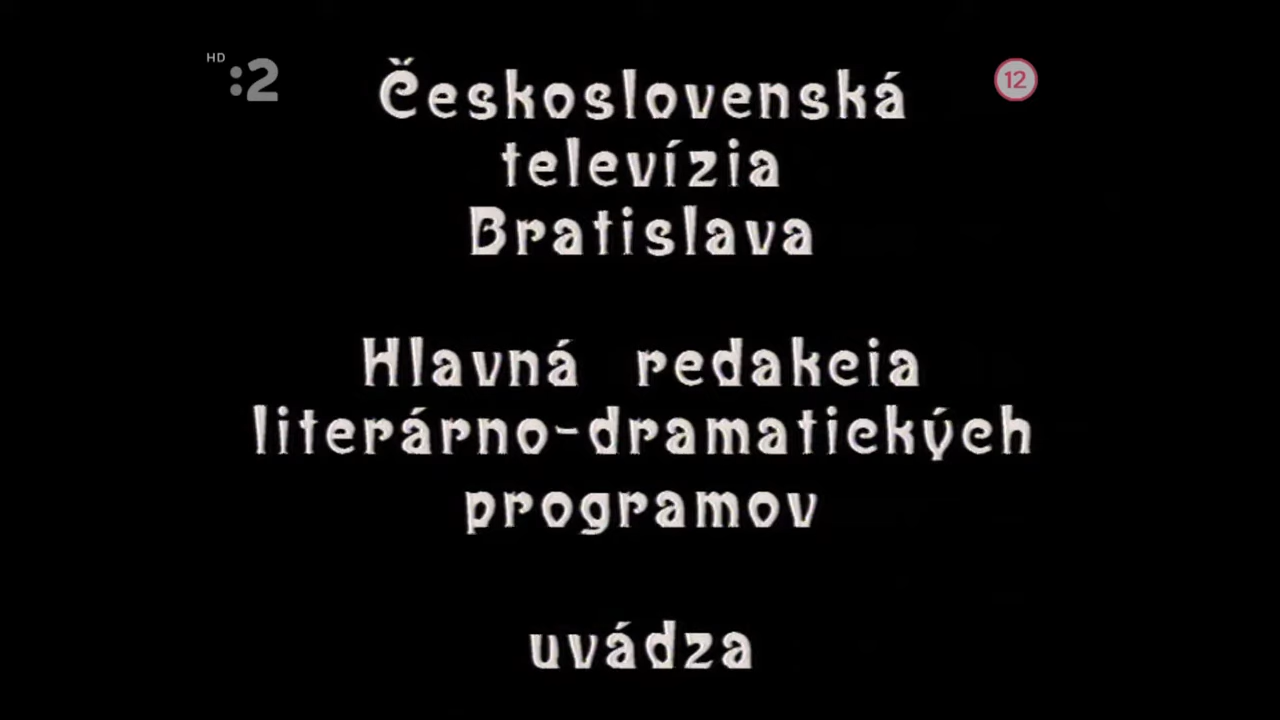 HD
:2
12
Československá
televízia
Bratislava
Hlavná redakcia
literárno-dramatických
programov
uvádza